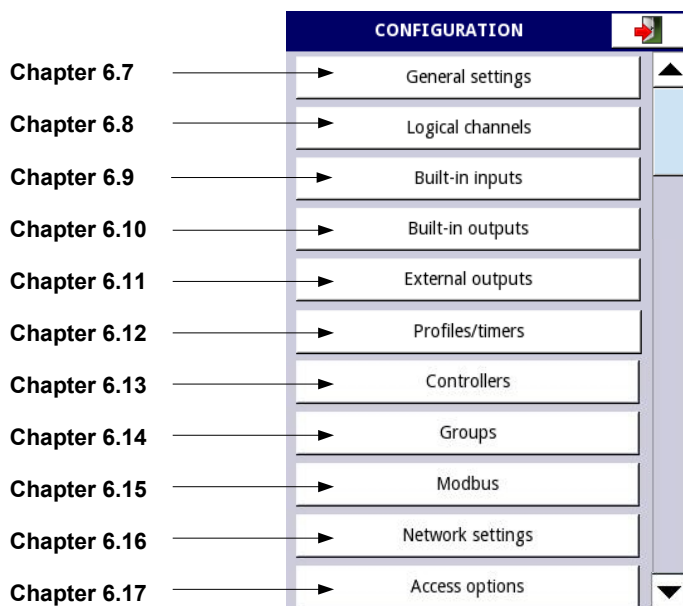 CONFIGURATION
Chapter 6.7 General settings
Chapter 6.8 Logical channels
Chapter 6.9 Built-in inputs
Chapter 6.10 Built-in outputs
Chapter 6.11 External outputs
Chapter 6.12 Profiles/timers
Chapter 6.13 Controllers
Chapter 6.14 Groups
Chapter 6.15 Modbus
Chapter 6.16 Network settings
Chapter 6.17 Access options